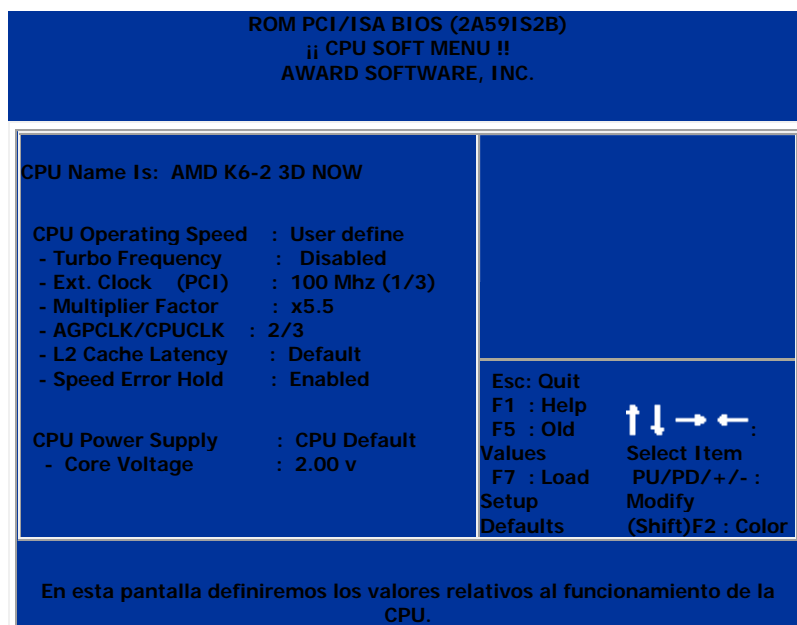 ROM PCI/ISA BIOS (2A59IS2B)
¡¡ CPU SOFT MENU !!
AWARD SOFTWARE, INC.
CPU Name Is: AMD K6-2 3D NOW
CPU Operating Speed : User define
- Turbo Frequency : Disabled
- Ext. Clock (PCI) : 100 Mhz (1/3)
- Multiplier Factor : x5.5
- AGPCLK/CPUCLK : 2/3
- L2 Cache Latency : Default
- Speed Error Hold : Enabled
CPU Power Supply : CPU Default
- Core Voltage : 2.00 v
Esc: Quit
F1 : Help
F5 : Old ↑ ↓ → ← :
Values Select Item
F7 : Load PU/PD/+/- :
Setup Modify
Defaults (Shift)F2 : Color
En esta pantalla definiremos los valores relativos al funcionamiento de la
CPU.